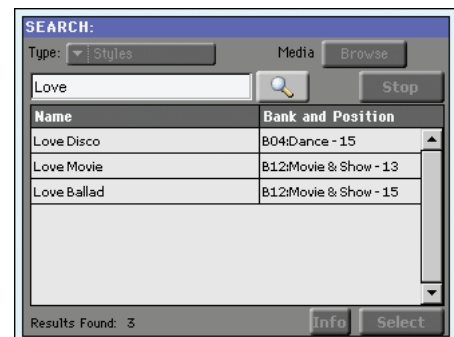 SEARCH:
Type: Styles Media Browse
Love Stop
Name Bank and Position
Love Disco B04:Dance - 15
Love Movie B12:Movie & Show - 13
Love Ballad B12:Movie & Show - 15
Results Found: 3 Info Select